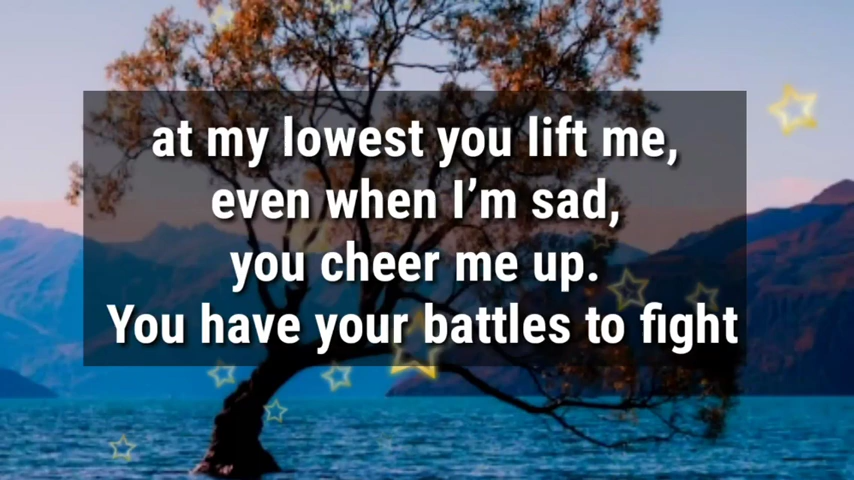 at my lowest you lift me,
even when I’m sad,
you cheer me up.
You have your battles to fight